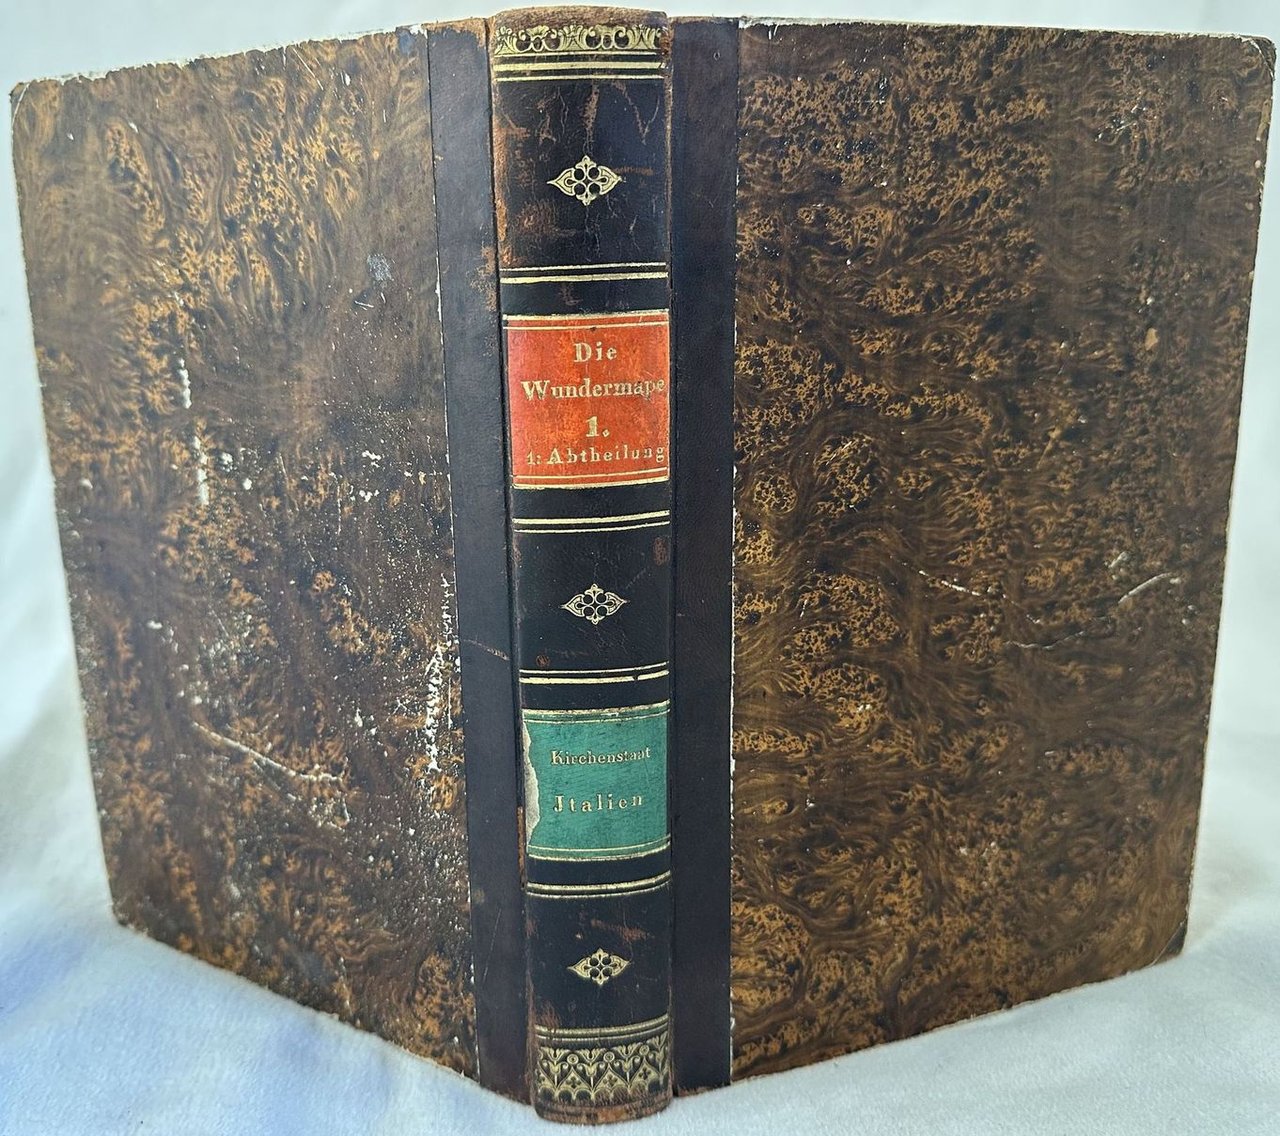 Die
Wundermape
1.
1: Abtheilung
Kirchenstaat
Jtalien